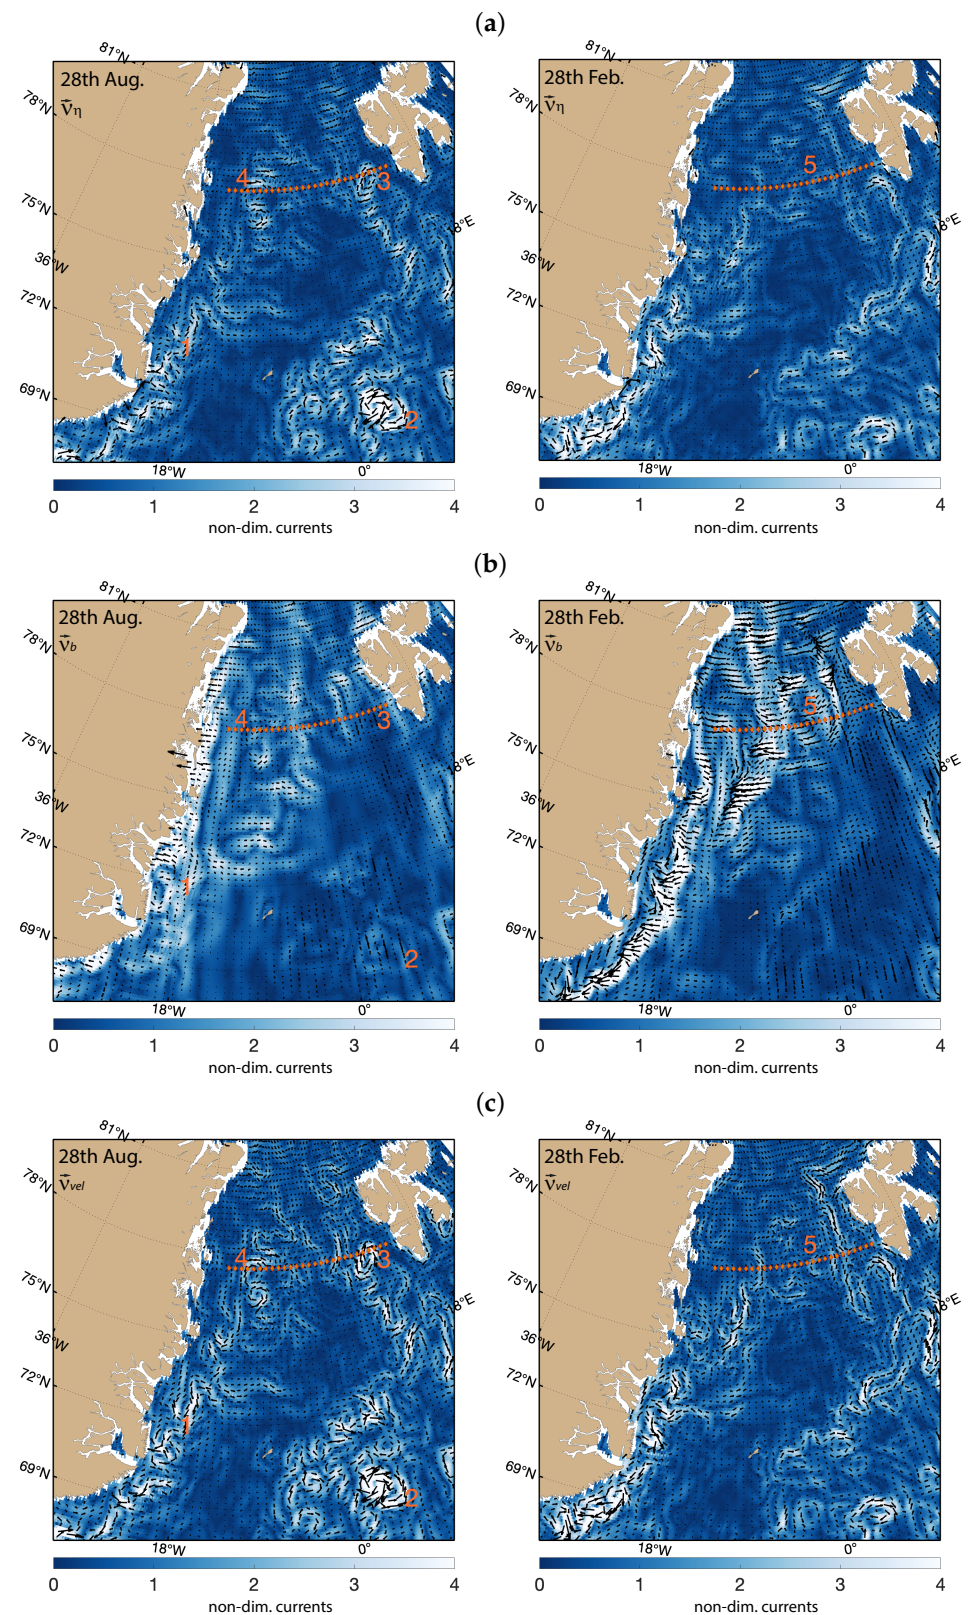 (a)
81°N
28th Aug.
v⃗η
78°N
75°N
36°W
72°N
69°N
18°W
0°
8°E
4
3
1
2
0 1 2 3 4
non-dim. currents
81°N
28th Feb.
v⃗η
78°N
75°N
36°W
72°N
69°N
18°W
0°
18°E
5
0 1 2 3 4
non-dim. currents
(b)
81°N
28th Aug.
v⃗b
78°N
75°N
36°W
72°N
69°N
18°W
0°
8°E
4
3
1
2
0 1 2 3 4
non-dim. currents
81°N
28th Feb.
v⃗b
78°N
75°N
36°W
72°N
69°N
18°W
0°
18°E
5
0 1 2 3 4
non-dim. currents
(c)
81°N
28th Aug.
v⃗vel
78°N
75°N
36°W
72°N
69°N
18°W
0°
8°E
4
3
1
2
0 1 2 3 4
non-dim. currents
81°N
28th Feb.
v⃗vel
78°N
75°N
36°W
72°N
69°N
18°W
0°
18°E
5
0 1 2 3 4
non-dim. currents